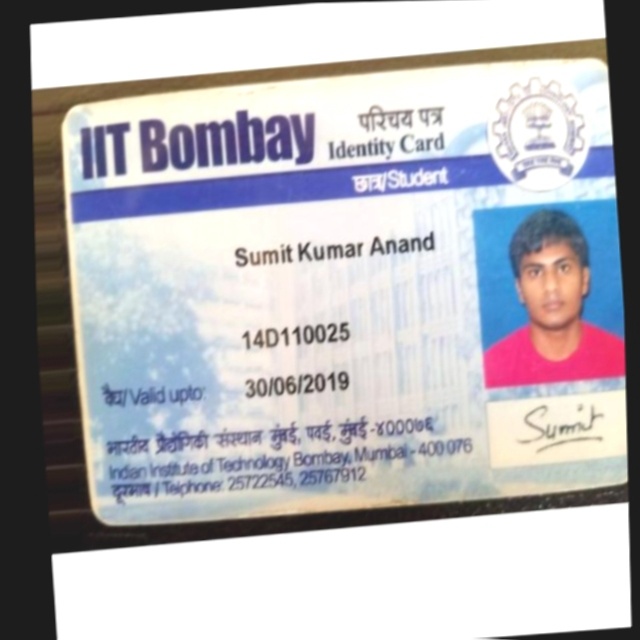 IIT Bombay
परिचय पत्र
Identity Card
छात्र/Student
Sumit Kumar Anand
14D110025
वैध/Valid upto: 30/06/2019
Sumit
भारतीय प्रौद्योगिकी संस्थान मुंबई, पवई, मुंबई -४०००७६
Indian Institute of Technology Bombay, Mumbai - 400 076
दूरभाष / Telphone: 25722545, 25767912